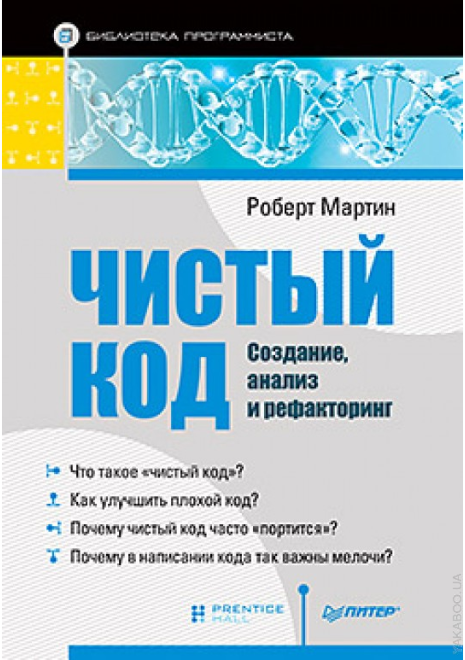 БИБЛИОТЕКА ПРОГРАММИСТА
Роберт Мартин
ЧИСТЫЙ
КОД
Создание,
анализ
и рефакторинг
Что такое «чистый код»?
Как улучшить плохой код?
Почему чистый код часто «портится»?
Почему в написании кода так важны мелочи?
PRENTICE
HALL
ПИТЕР®
YAKABOO.UA